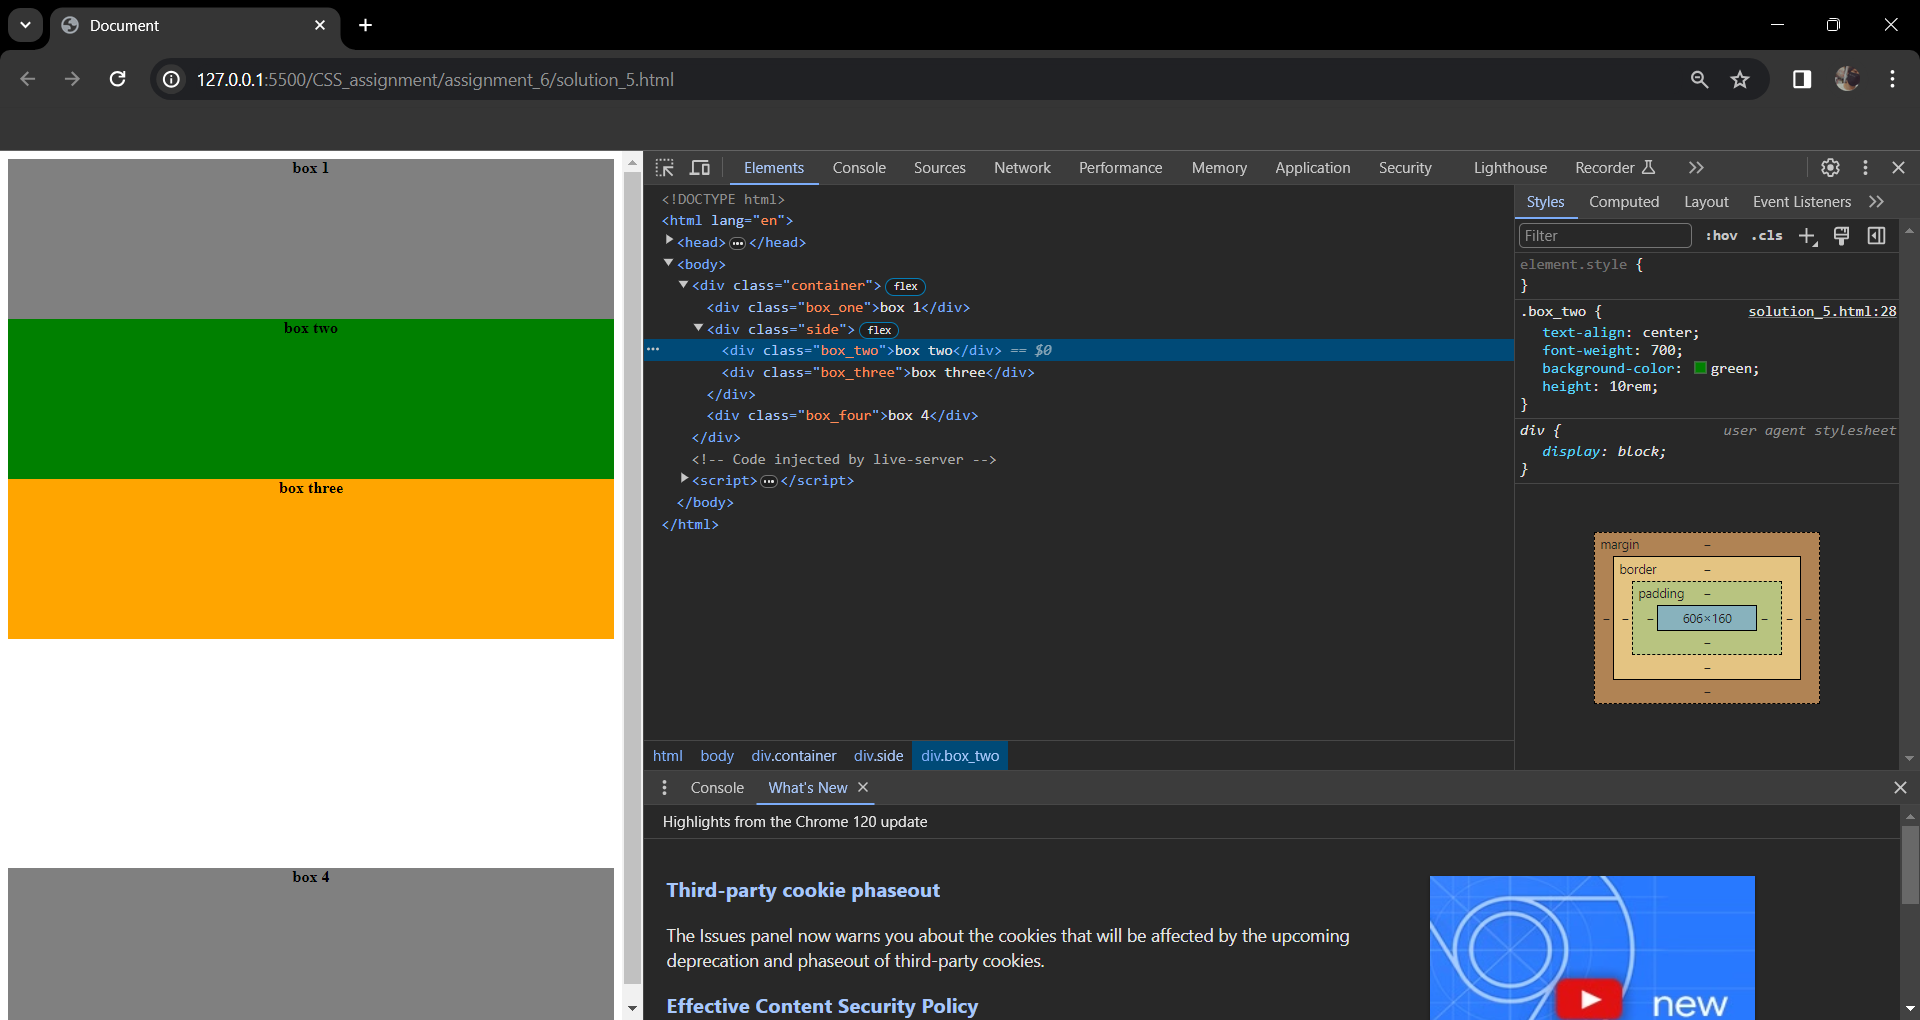 Document
127.0.0.1:5500/CSS_assignment/assignment_6/solution_5.html
box 1
box two
box three
box 4
Elements Console Sources Network Performance Memory Application Security Lighthouse Recorder
<!DOCTYPE html>
<html lang="en">
<head> … </head>
<body>
<div class="container"> flex
<div class="box_one">box 1</div>
<div class="side"> flex
<div class="box_two">box two</div> == $0
<div class="box_three">box three</div>
</div>
<div class="box_four">box 4</div>
</div>
<!-- Code injected by live-server -->
<script> … </script>
</body>
</html>
html body div.container div.side div.box_two
Styles Computed Layout Event Listeners
Filter :hov .cls
element.style {
}
.box_two { solution_5.html:28
text-align: center;
font-weight: 700;
background-color: green;
height: 10rem;
}
div { user agent stylesheet
display: block;
}
margin –
border –
padding –
– – – 606×160 – – –
–
–
–
Console What's New
Highlights from the Chrome 120 update
Third-party cookie phaseout
The Issues panel now warns you about the cookies that will be affected by the upcoming
deprecation and phaseout of third-party cookies.
Effective Content Security Policy
new